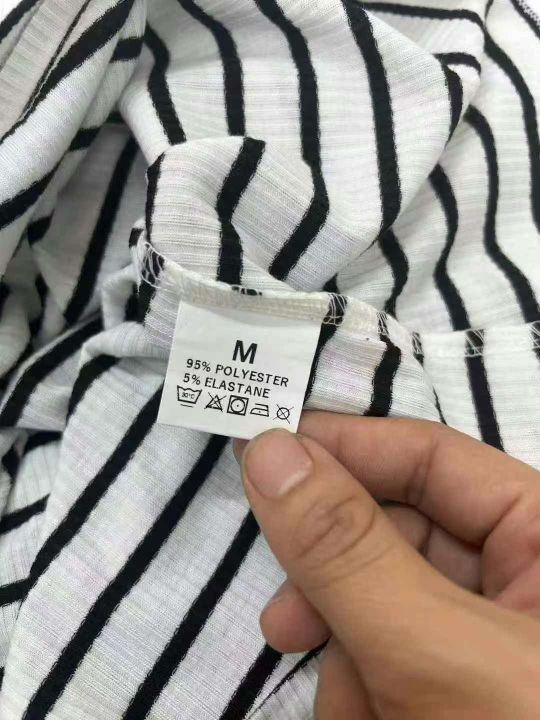 M
95% POLYESTER
5% ELASTANE
30°C